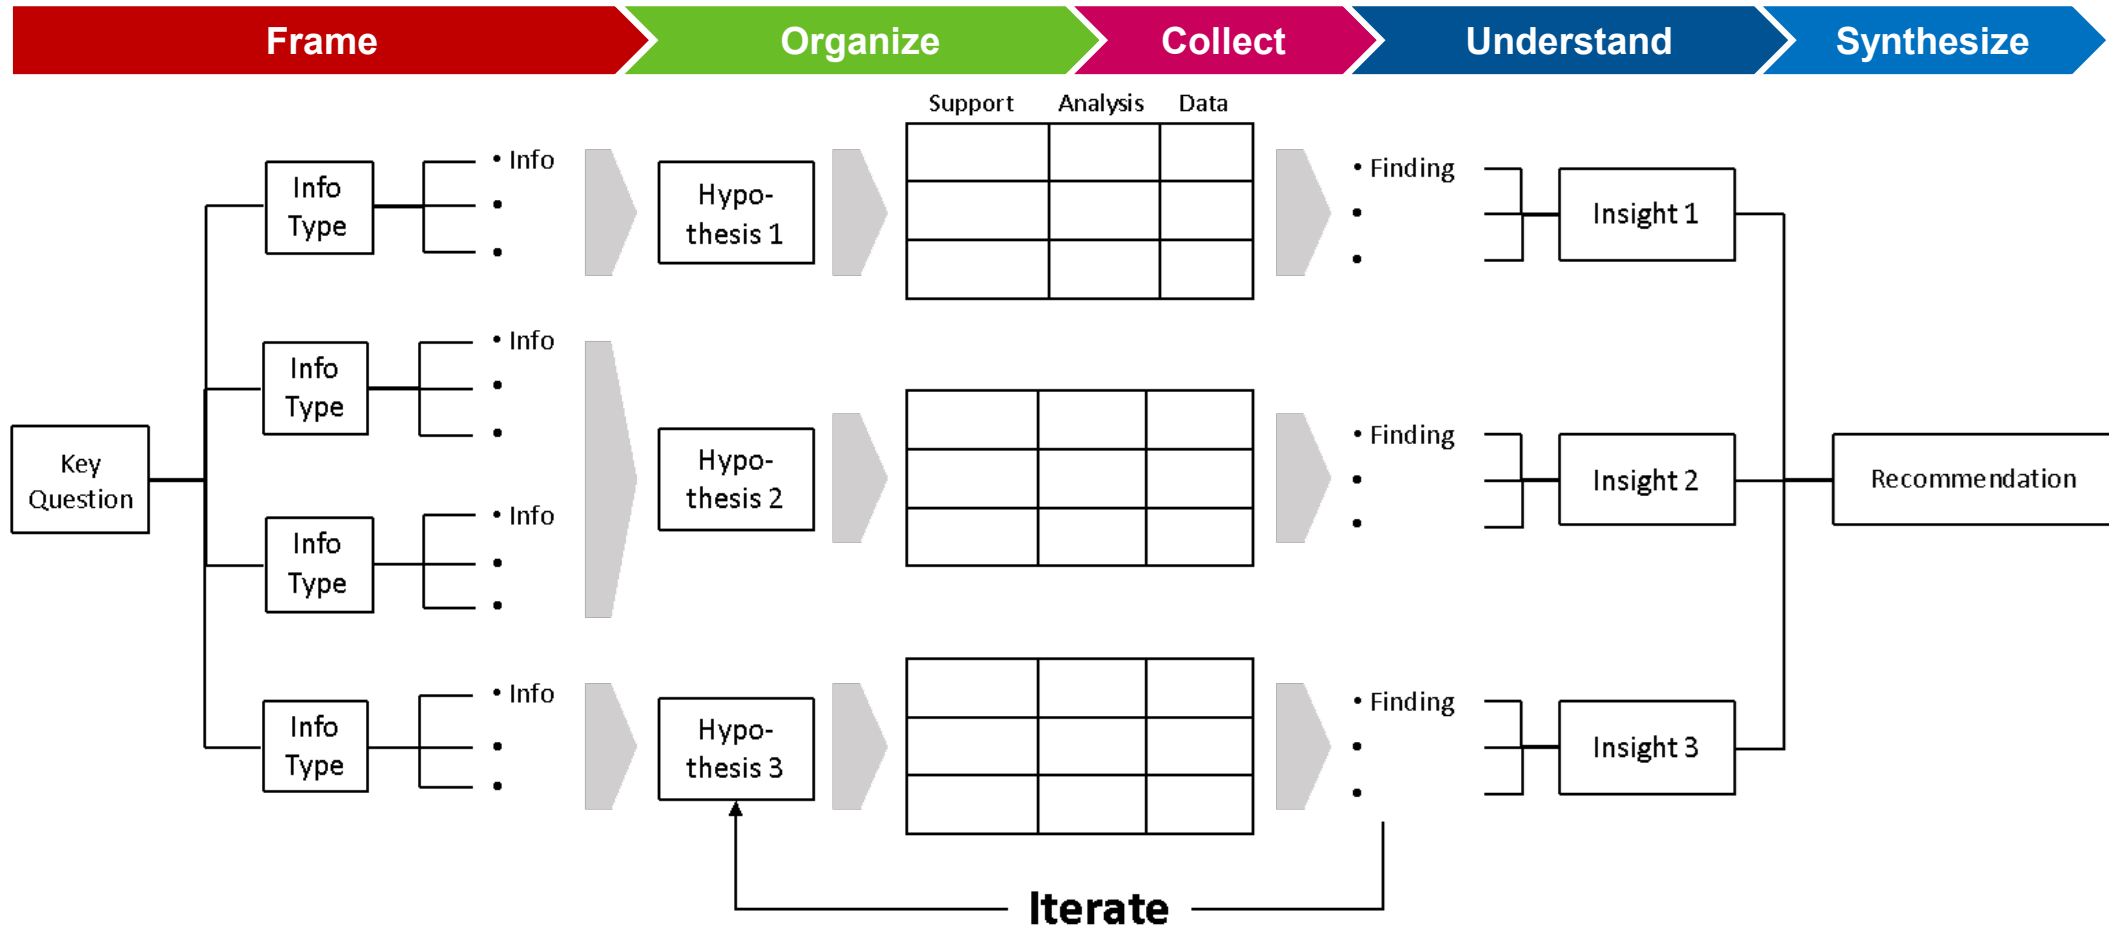 Frame Organize Collect Understand Synthesize
Support Analysis Data
• Info
Info
Type
•
•
Hypo-
thesis 1
• Finding
•
•
Insight 1
• Info
Info
Type
•
•
• Info
Info
Type
•
•
Key
Question
Hypo-
thesis 2
• Finding
•
•
Insight 2
Recommendation
• Info
Info
Type
•
•
Hypo-
thesis 3
• Finding
•
•
Insight 3
Iterate